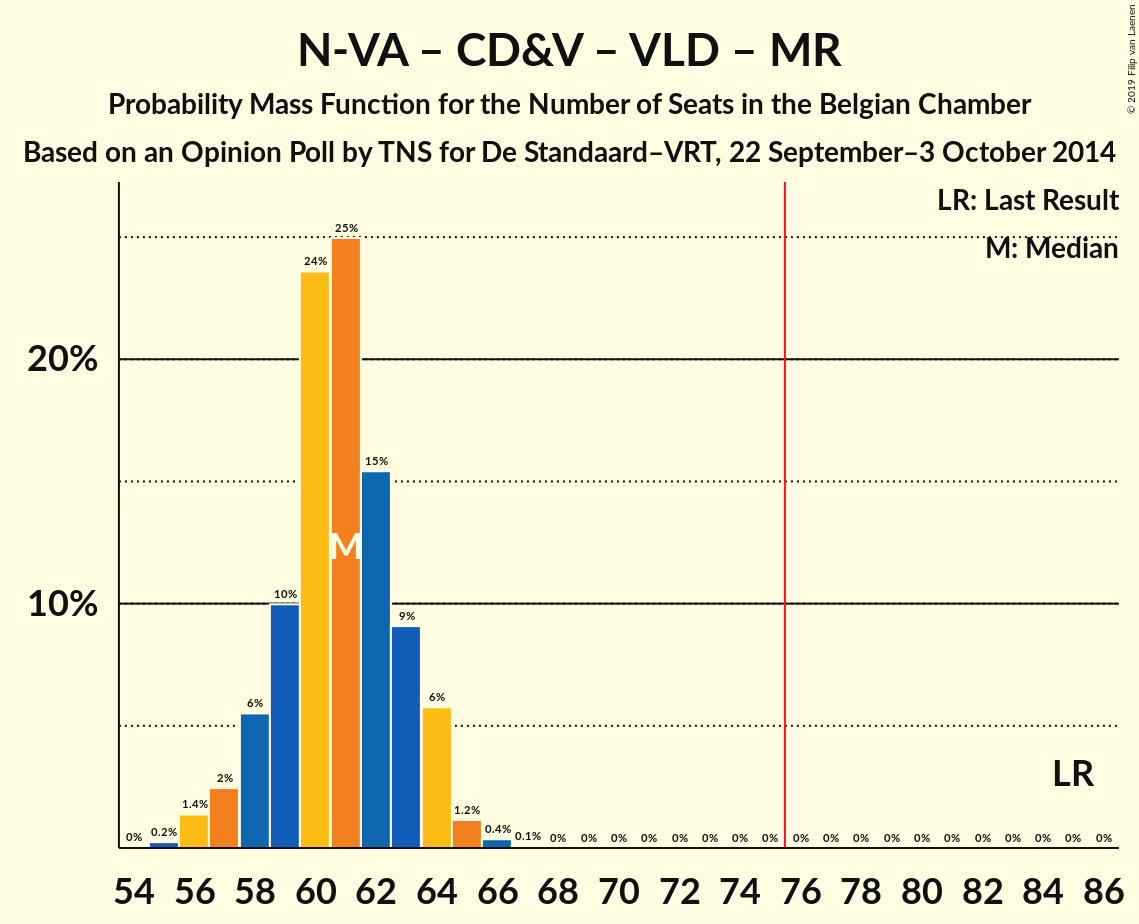 N-VA – CD&V – VLD – MR
Probability Mass Function for the Number of Seats in the Belgian Chamber
Based on an Opinion Poll by TNS for De Standaard–VRT, 22 September–3 October 2014
© 2019 Filip van Laenen
LR: Last Result
M: Median
20%
10%
0% 0.2% 1.4% 2% 6% 10% 24% 25% 15% 9% 6% 1.2% 0.4% 0.1% 0% 0% 0% 0% 0% 0% 0% 0% 0% 0% 0% 0% 0% 0% 0% 0% 0% 0% 0%
M
LR
54 56 58 60 62 64 66 68 70 72 74 76 78 80 82 84 86